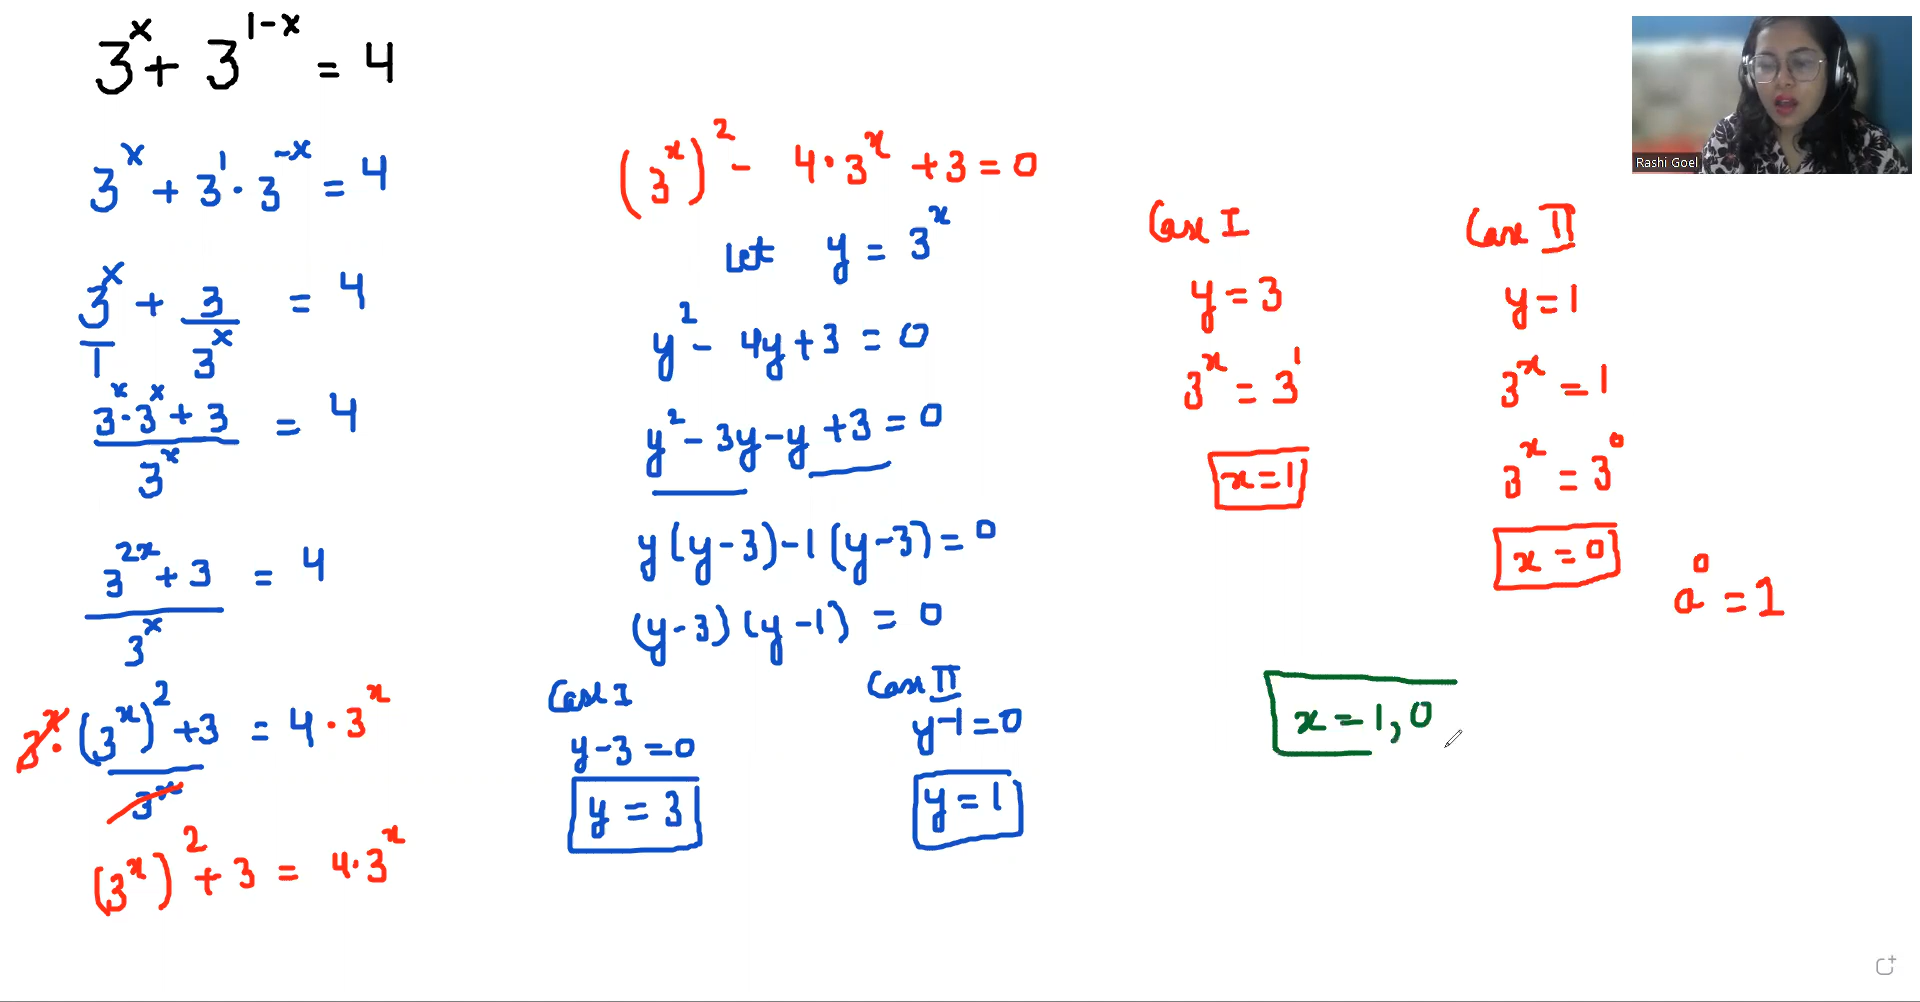 3^x + 3^(1-x) = 4
3^x + 3^1 · 3^-x = 4
3^x/1 + 3/3^x = 4
(3^x · 3^x + 3)/3^x = 4
(3^2x + 3)/3^x = 4
3^x · ((3^x)^2 + 3)/3^x = 4 · 3^x
(3^x)^2 + 3 = 4 · 3^x
(3^x)^2 - 4 · 3^x + 3 = 0
Let y = 3^x
y^2 - 4y + 3 = 0
y^2 - 3y - y + 3 = 0
y(y-3) - 1(y-3) = 0
(y-3)(y-1) = 0
Case I
y-3 = 0
y = 3
Case II
y-1 = 0
y = 1
Case I
y = 3
3^x = 3^1
x = 1
Case II
y = 1
3^x = 1
3^x = 3^0
x = 0
a^0 = 1
x = 1, 0
Rashi Goel